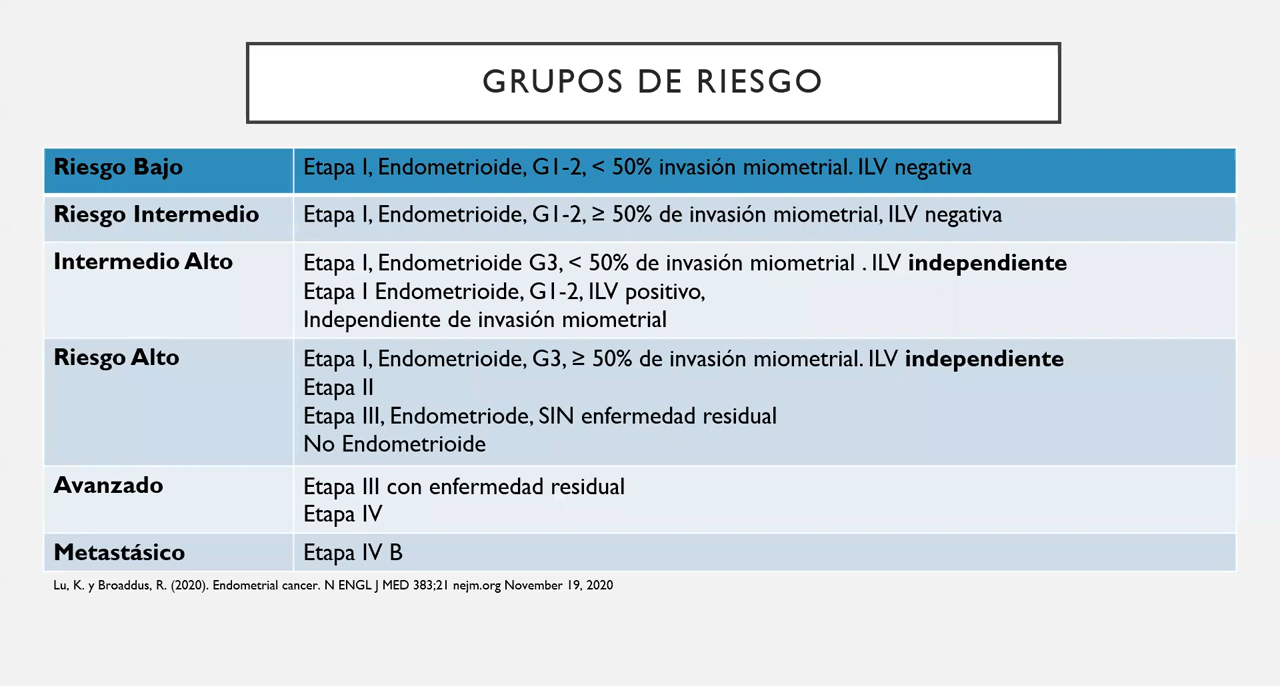 GRUPOS DE RIESGO
Riesgo Bajo
Etapa I, Endometrioide, G1-2, < 50% invasión miometrial. ILV negativa
Riesgo Intermedio
Etapa I, Endometrioide, G1-2, ≥ 50% de invasión miometrial, ILV negativa
Intermedio Alto
Etapa I, Endometrioide G3, < 50% de invasión miometrial . ILV independiente
Etapa I Endometrioide, G1-2, ILV positivo,
Independiente de invasión miometrial
Riesgo Alto
Etapa I, Endometrioide, G3, ≥ 50% de invasión miometrial. ILV independiente
Etapa II
Etapa III, Endometriode, SIN enfermedad residual
No Endometrioide
Avanzado
Etapa III con enfermedad residual
Etapa IV
Metastásico
Etapa IV B
Lu, K. y Broaddus, R. (2020). Endometrial cancer. N ENGL J MED 383;21 nejm.org November 19, 2020